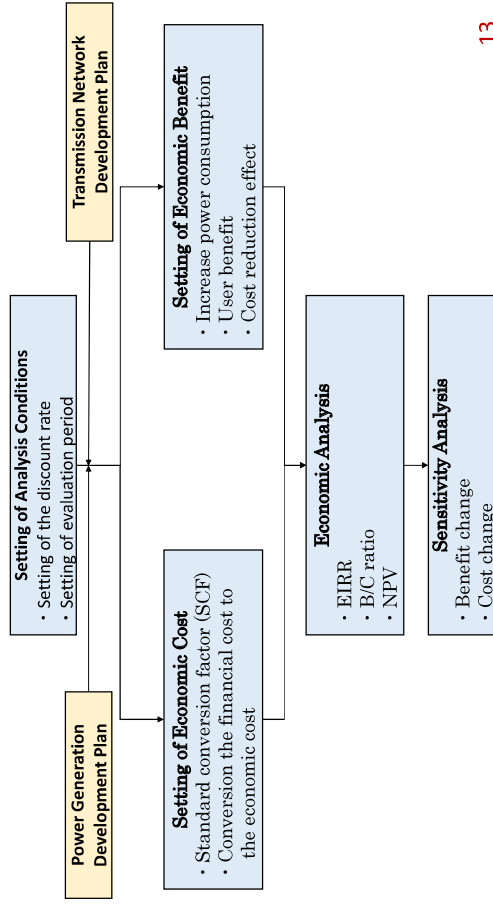 Setting of Analysis Conditions
・Setting of the discount rate
・Setting of evaluation period
Power Generation
Development Plan
Transmission Network
Development Plan
Setting of Economic Cost
・Standard conversion factor (SCF)
・Conversion the financial cost to
the economic cost
Setting of Economic Benefit
・Increase power consumption
・User benefit
・Cost reduction effect
Economic Analysis
・EIRR
・B/C ratio
・NPV
Sensitivity Analysis
・Benefit change
・Cost change
13